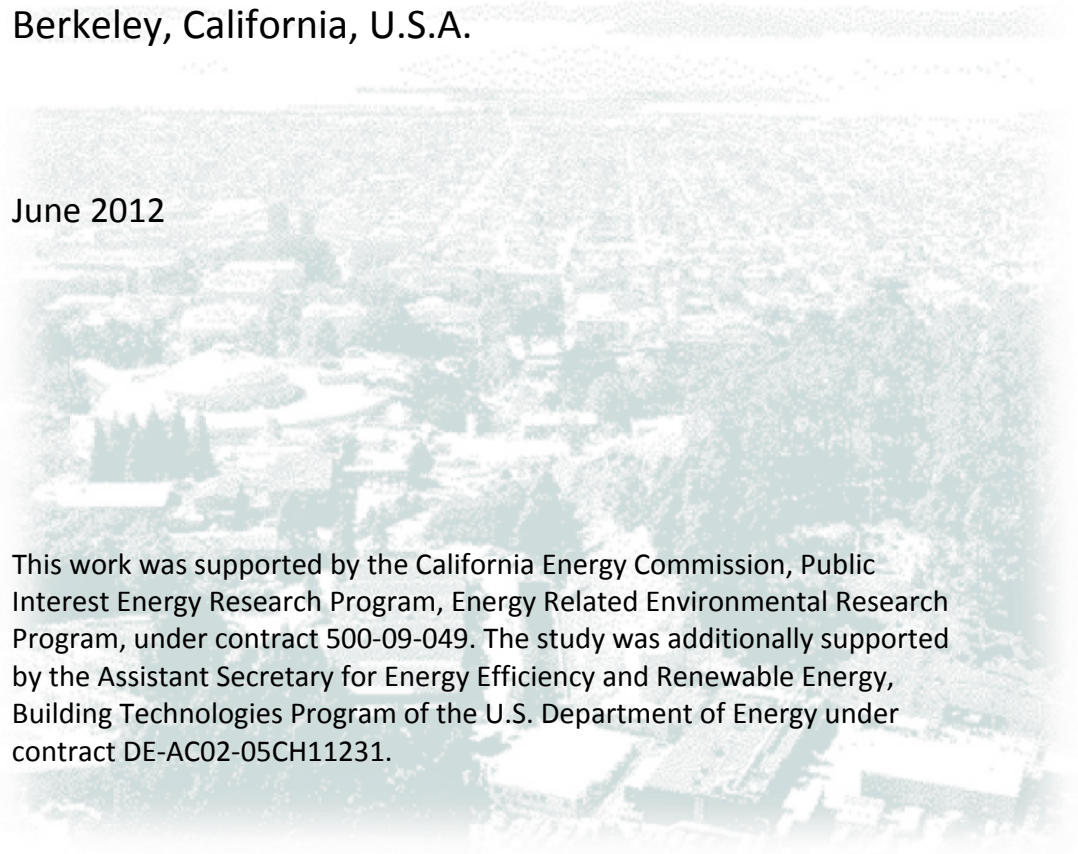 Berkeley, California, U.S.A.
June 2012
This work was supported by the California Energy Commission, Public
Interest Energy Research Program, Energy Related Environmental Research
Program, under contract 500-09-049. The study was additionally supported
by the Assistant Secretary for Energy Efficiency and Renewable Energy,
Building Technologies Program of the U.S. Department of Energy under
contract DE-AC02-05CH11231.